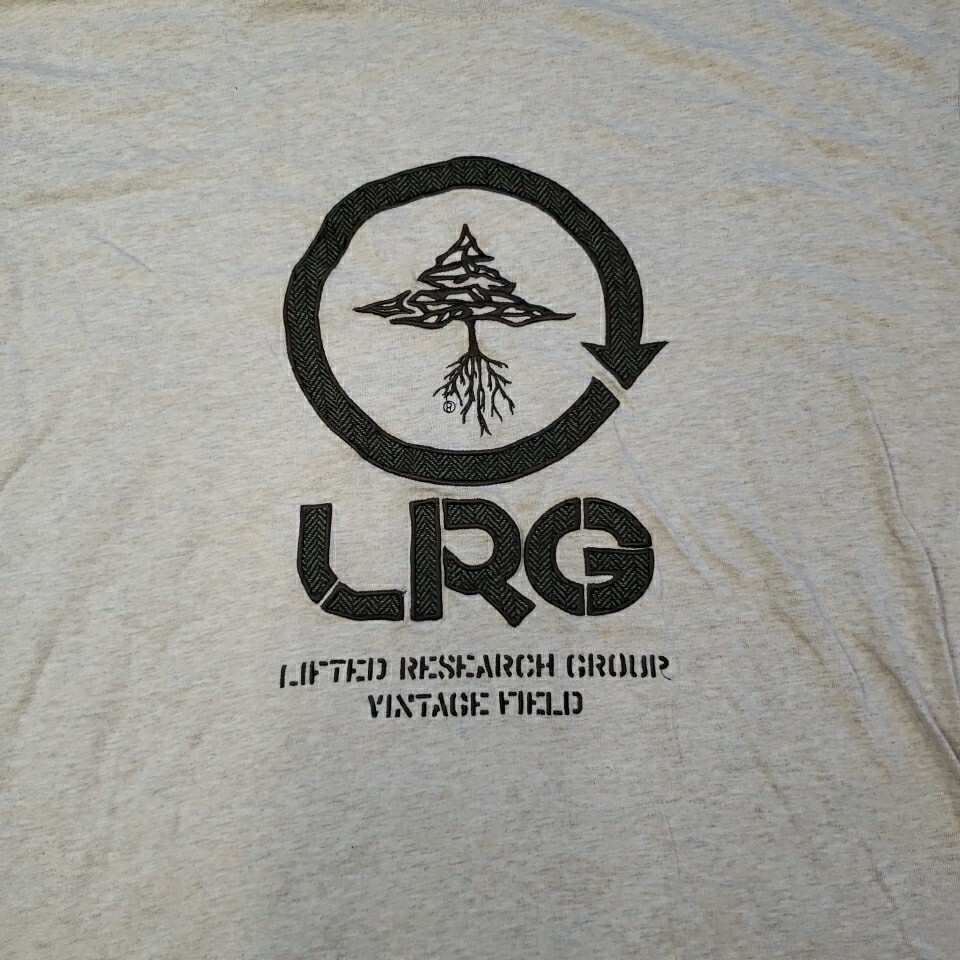 ®
LRG
LIFTED RESEARCH GROUP
VINTAGE FIELD